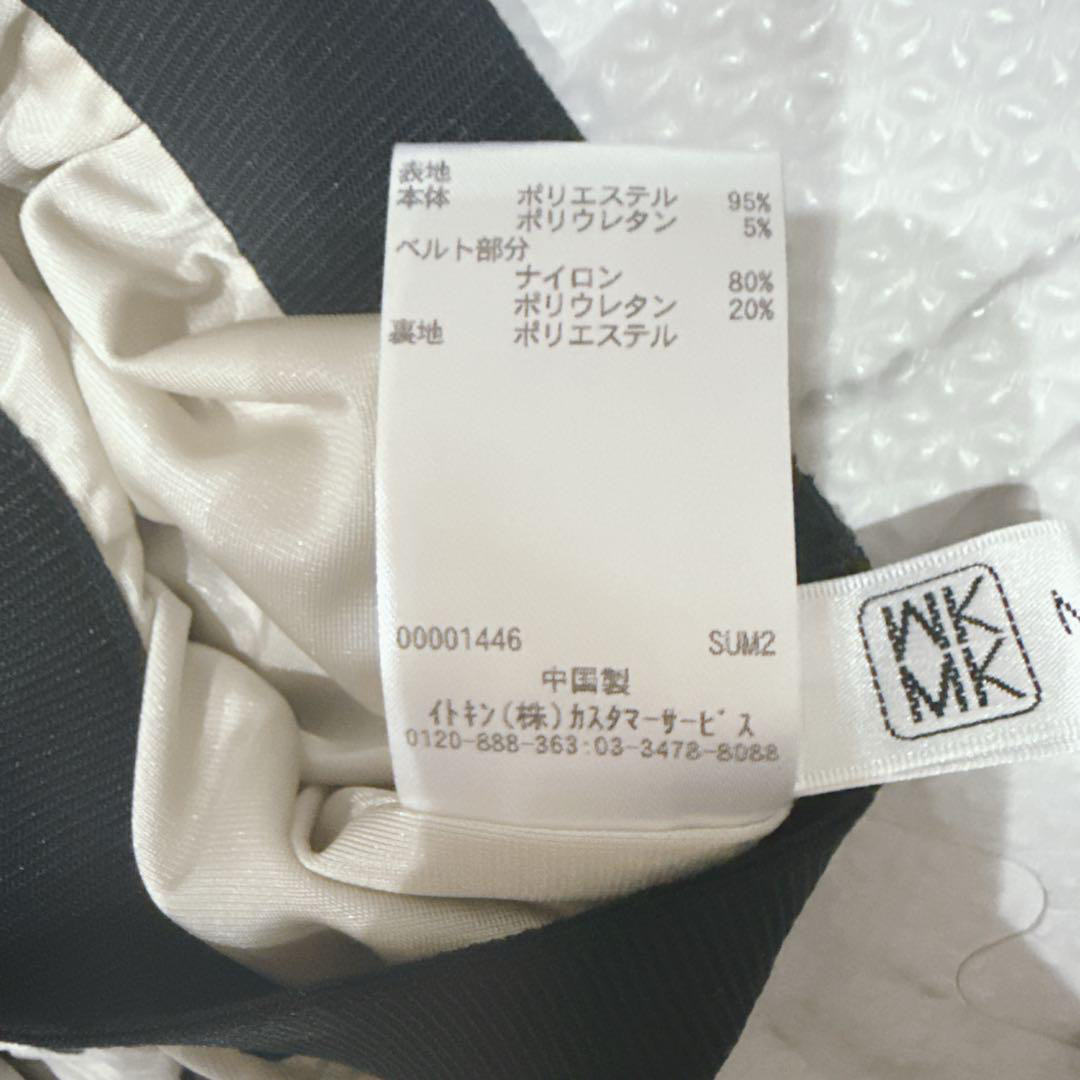 表地
本体 ポリエステル 95%
ポリウレタン 5%
ベルト部分
ナイロン 80%
ポリウレタン 20%
裏地 ポリエステル
00001446 SUM2
中国製
イトキン(株)カスタマーサービス
0120-888-363:03-3478-8088
WK
MK